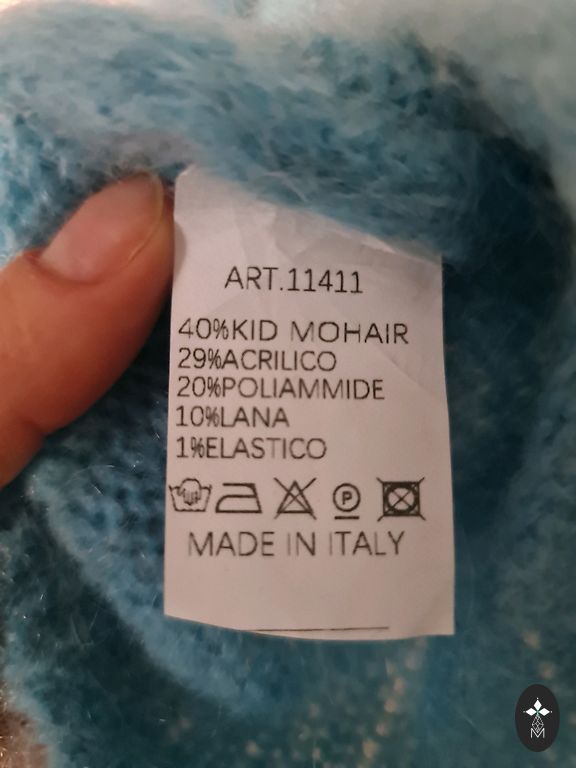 ART.11411
40%KID MOHAIR
29%ACRILICO
20%POLIAMMIDE
10%LANA
1%ELASTICO
P
MADE IN ITALY
M